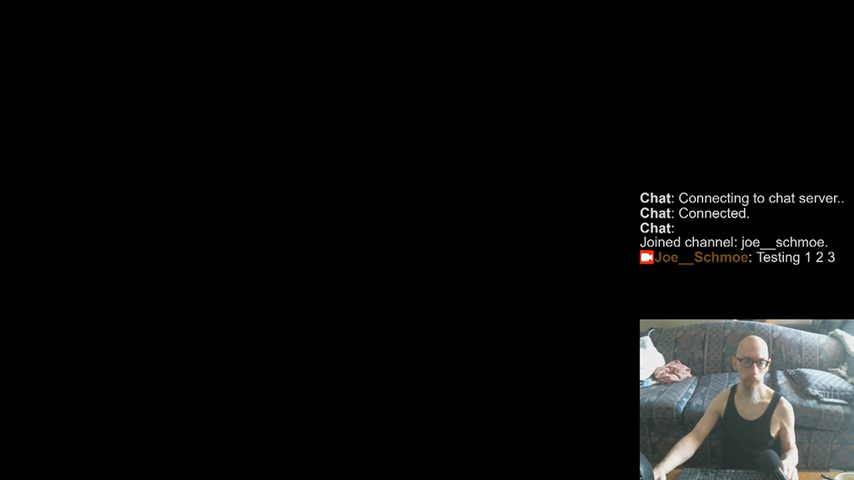 Chat: Connecting to chat server..
Chat: Connected.
Chat:
Joined channel: joe__schmoe.
Joe__Schmoe: Testing 1 2 3